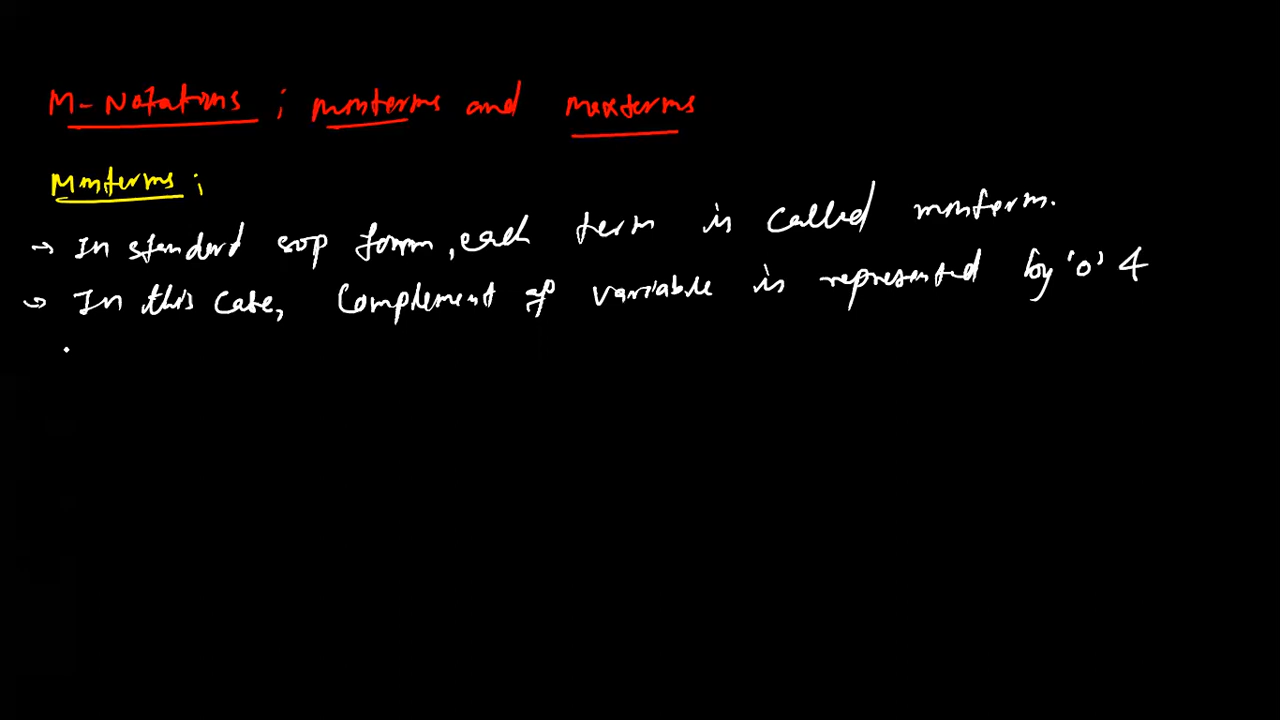 M-Notations ; minterms and Maxterms
Minterms ;
→ In standard SOP form, each term is called minterm.
→ In this case, Complement of variable is represented by '0' &